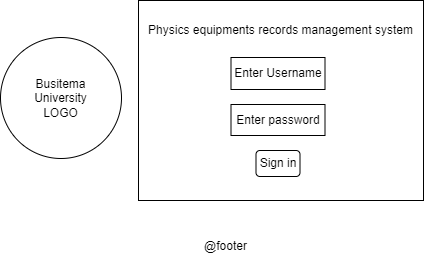 Busitema
University
LOGO
Physics equipments records management system
Enter Username
Enter password
Sign in
@footer